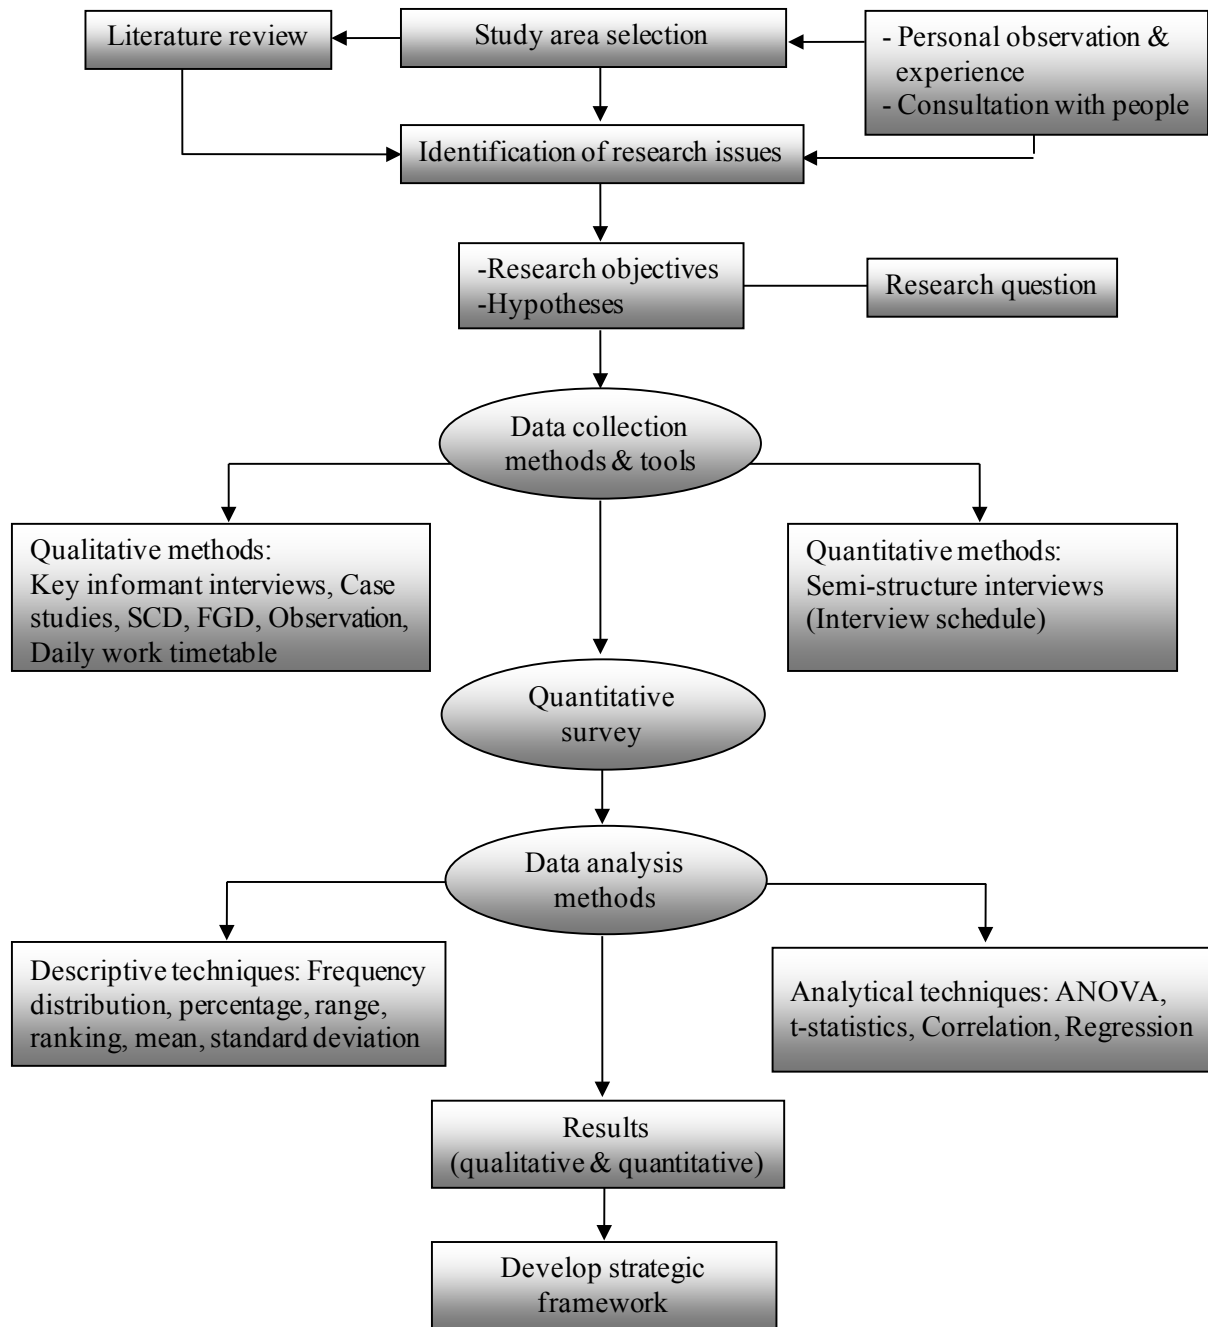 Literature review
Study area selection
- Personal observation &
experience
- Consultation with people
Identification of research issues
-Research objectives
-Hypotheses
Research question
Data collection
methods & tools
Qualitative methods:
Key informant interviews, Case
studies, SCD, FGD, Observation,
Daily work timetable
Quantitative methods:
Semi-structure interviews
(Interview schedule)
Quantitative
survey
Data analysis
methods
Descriptive techniques: Frequency
distribution, percentage, range,
ranking, mean, standard deviation
Analytical techniques: ANOVA,
t-statistics, Correlation, Regression
Results
(qualitative & quantitative)
Develop strategic
framework